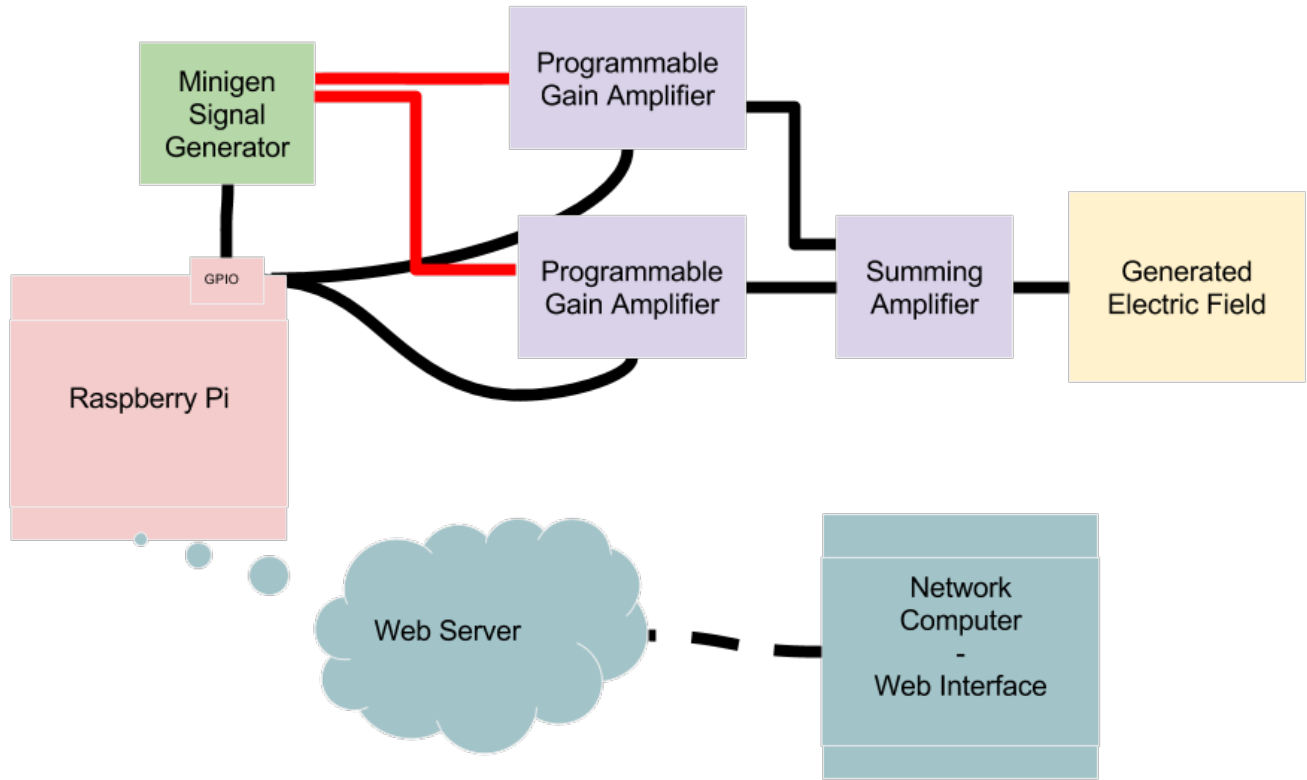 Minigen
Signal
Generator
Programmable
Gain Amplifier
GPIO
Programmable
Gain Amplifier
Summing
Amplifier
Generated
Electric Field
Raspberry Pi
Web Server
Network
Computer
-
Web Interface